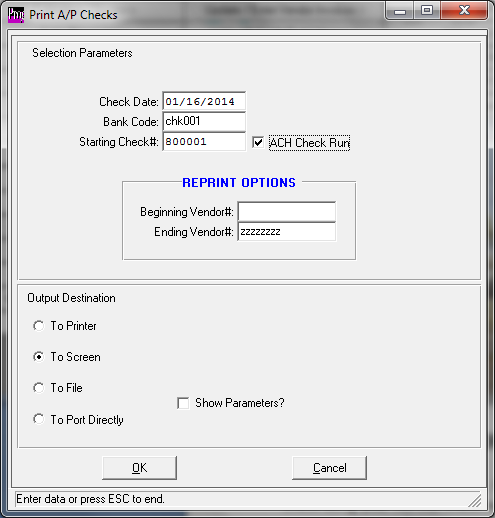 Print A/P Checks
Selection Parameters
Check Date: 01/16/2014
Bank Code: chk001
Starting Check#: 800001 ACH Check Run
REPRINT OPTIONS
Beginning Vendor#:
Ending Vendor#: zzzzzzzz
Output Destination
To Printer
To Screen
To File
Show Parameters?
To Port Directly
OK Cancel
Enter data or press ESC to end.